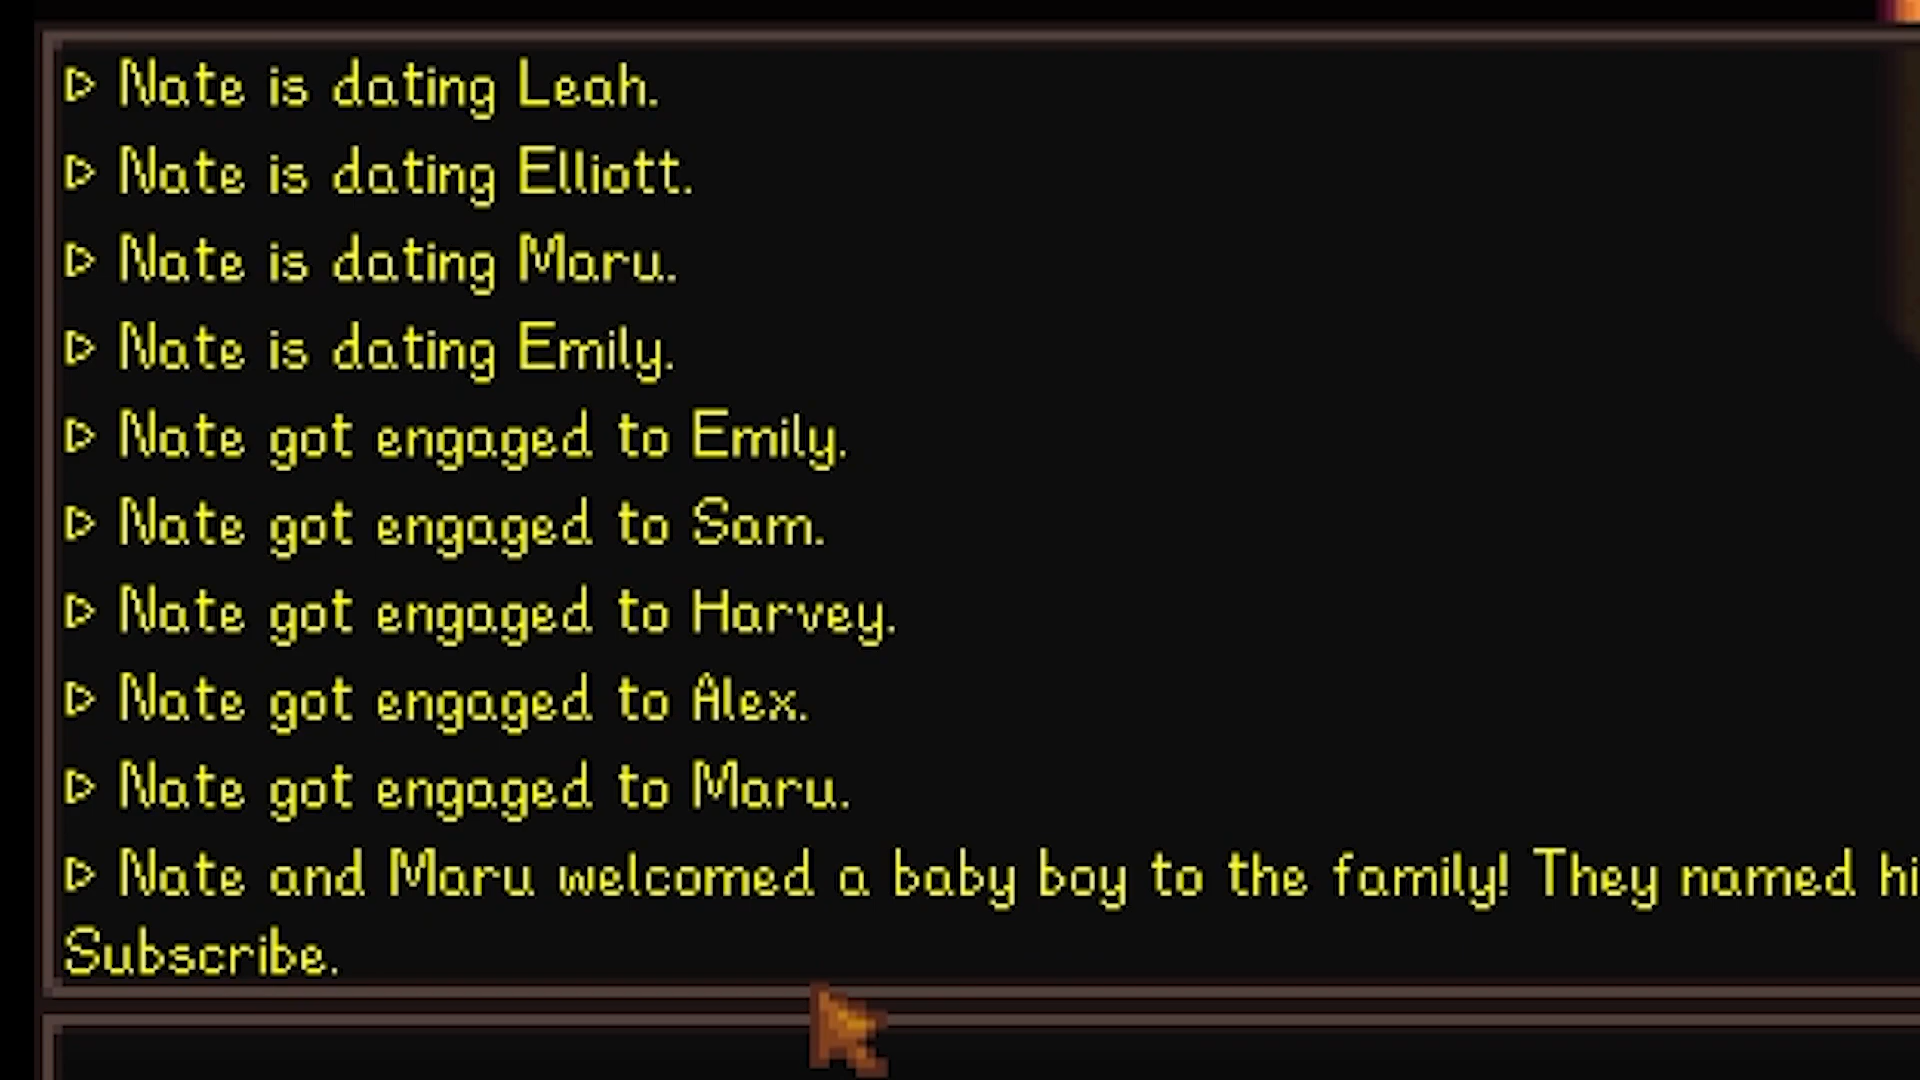 ▷ Nate is dating Leah.
▷ Nate is dating Elliott.
▷ Nate is dating Maru.
▷ Nate is dating Emily.
▷ Nate got engaged to Emily.
▷ Nate got engaged to Sam.
▷ Nate got engaged to Harvey.
▷ Nate got engaged to Alex.
▷ Nate got engaged to Maru.
▷ Nate and Maru welcomed a baby boy to the family! They named
Subscribe.